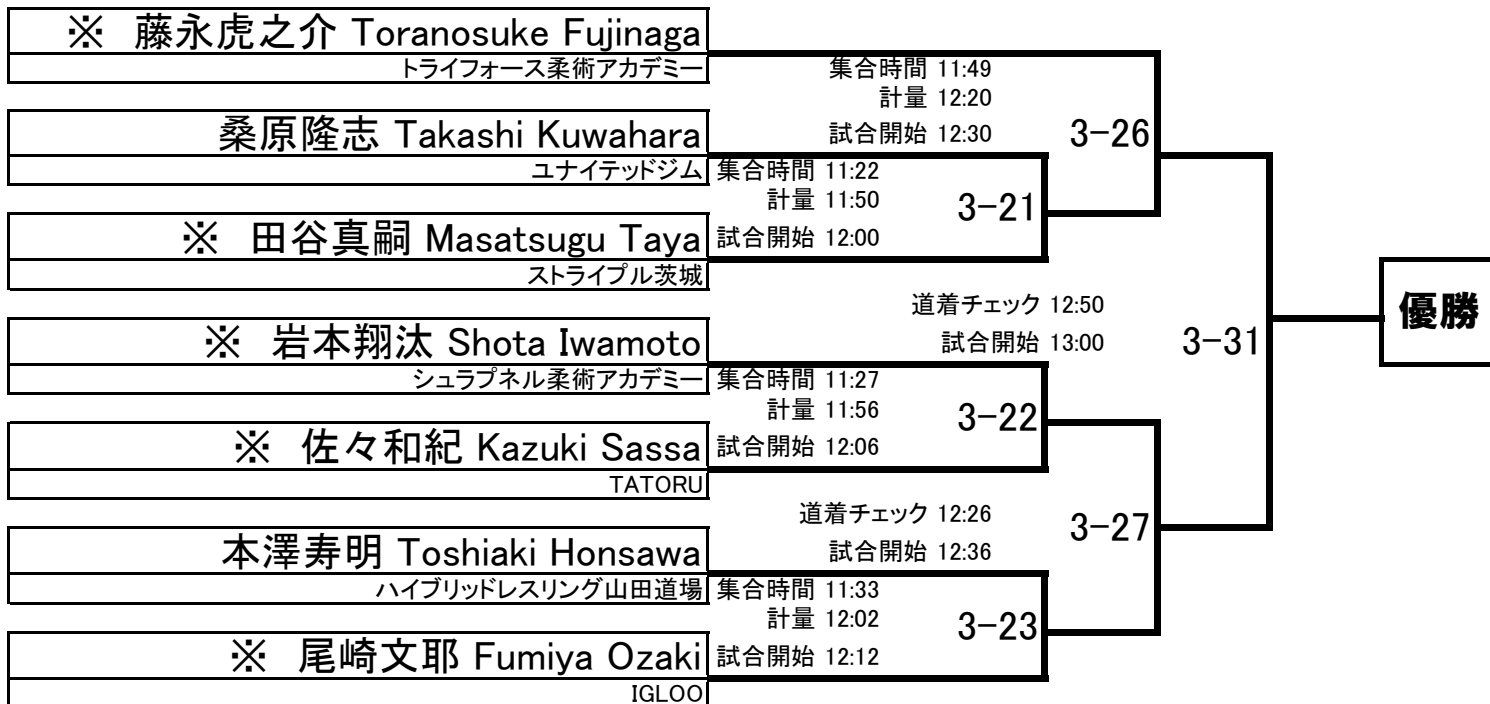 ※ 藤永虎之介 Toranosuke Fujinaga
トライフォース柔術アカデミー
集合時間 11:49
計量 12:20
試合開始 12:30
3-26
桑原隆志 Takashi Kuwahara
ユナイテッドジム
集合時間 11:22
計量 11:50
試合開始 12:00
3-21
※ 田谷真嗣 Masatsugu Taya
ストライプル茨城
道着チェック 12:50
試合開始 13:00
3-31
優勝
※ 岩本翔汰 Shota Iwamoto
シュラプネル柔術アカデミー
集合時間 11:27
計量 11:56
試合開始 12:06
3-22
※ 佐々和紀 Kazuki Sassa
TATORU
道着チェック 12:26
試合開始 12:36
3-27
本澤寿明 Toshiaki Honsawa
ハイブリッドレスリング山田道場
集合時間 11:33
計量 12:02
試合開始 12:12
3-23
※ 尾崎文耶 Fumiya Ozaki
IGLOO